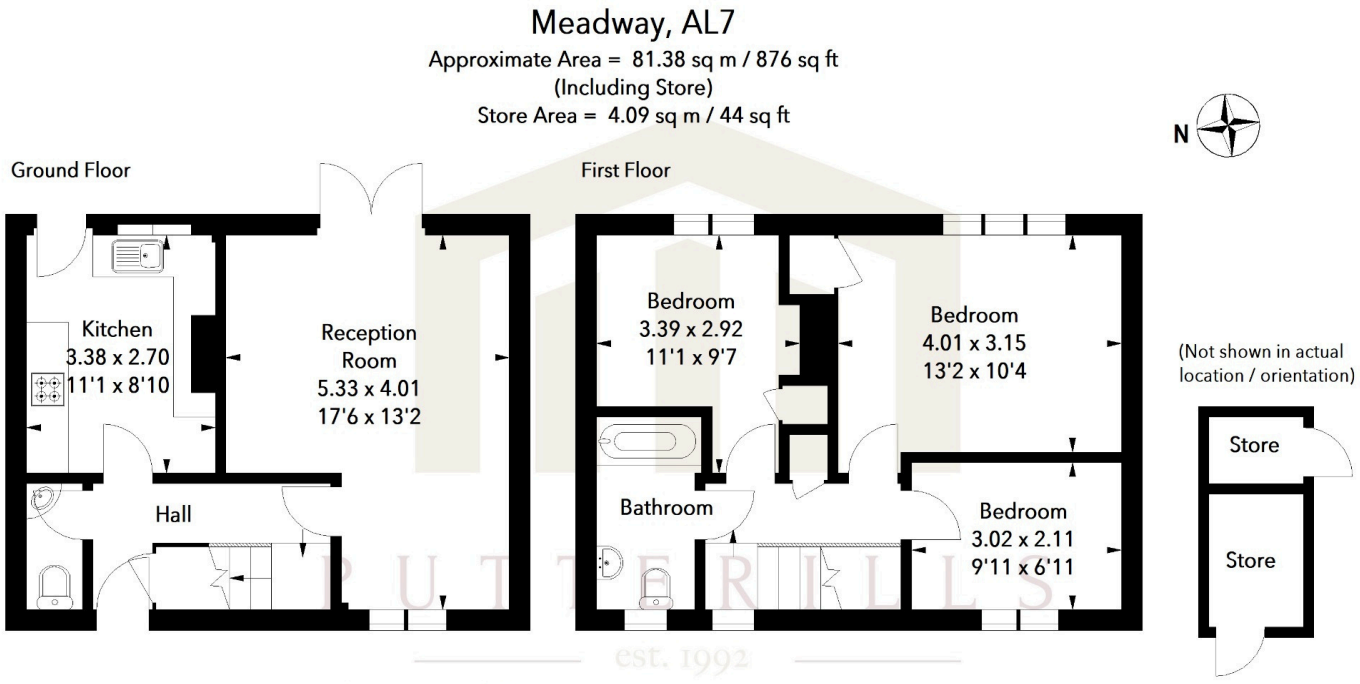 Meadway, AL7
Approximate Area = 81.38 sq m / 876 sq ft
(Including Store)
Store Area = 4.09 sq m / 44 sq ft
N
Ground Floor
First Floor
Kitchen
3.38 x 2.70
11'1 x 8'10
Reception
Room
5.33 x 4.01
17'6 x 13'2
Hall
Bedroom
3.39 x 2.92
11'1 x 9'7
Bedroom
4.01 x 3.15
13'2 x 10'4
Bathroom
Bedroom
3.02 x 2.11
9'11 x 6'11
(Not shown in actual
location / orientation)
Store
Store
PUTTERILLS
est. 1992